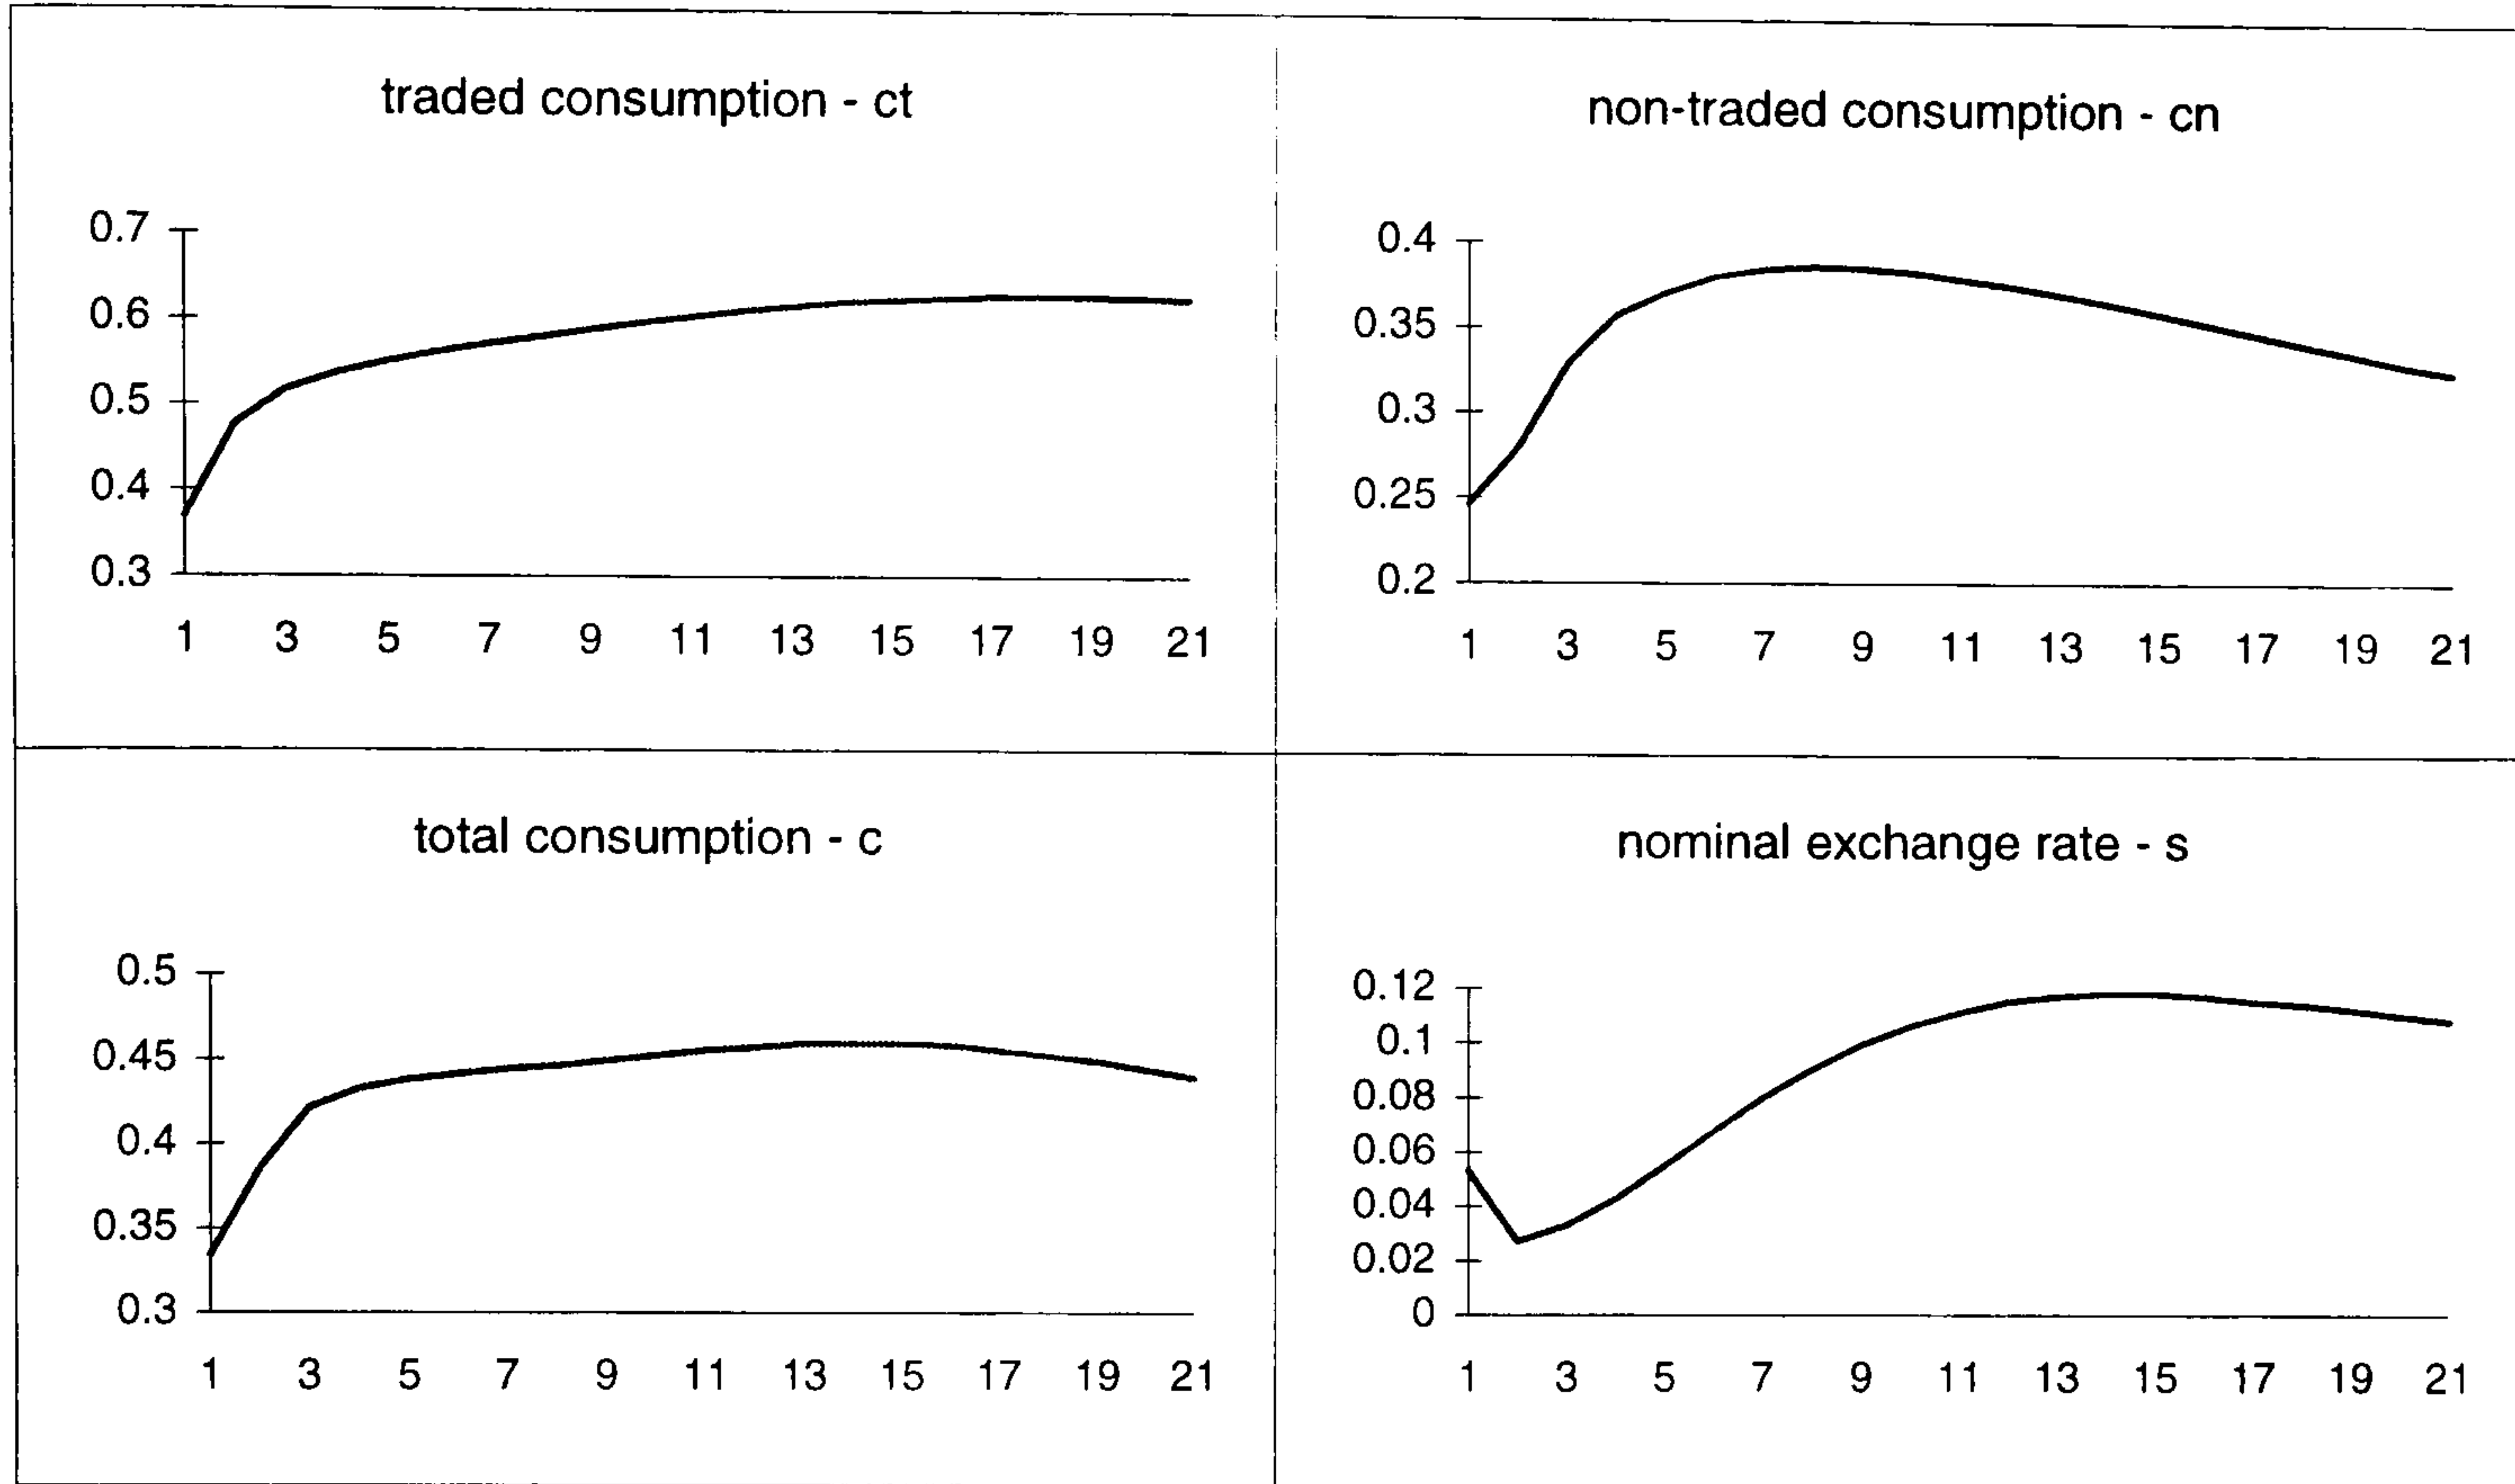 traded consumption - ct
0.7
0.6
0.5
0.4
0.3
1 3 5 7 9 11 13 15 17 19 21
non-traded consumption - cn
0.4
0.35
0.3
0.25
0.2
1 3 5 7 9 11 13 15 17 19 21
total consumption - c
0.5
0.45
0.4
0.35
0.3
1 3 5 7 9 11 13 15 17 19 21
nominal exchange rate - s
0.12
0.1
0.08
0.06
0.04
0.02
0
1 3 5 7 9 11 13 15 17 19 21